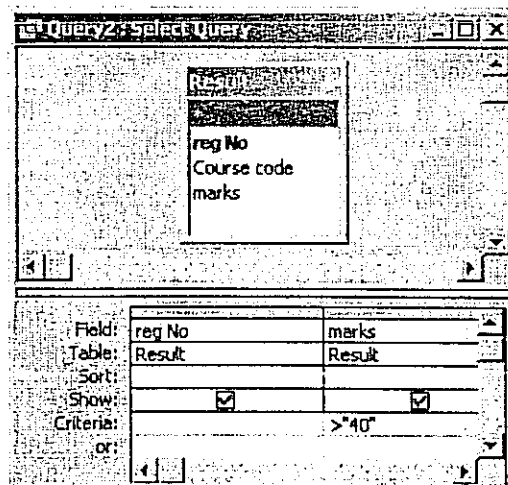 Query2 : Select Query
reg No
Course code
marks
Field: reg No marks
Table: Result Result
Sort:
Show:
Criteria: >"40"
or: